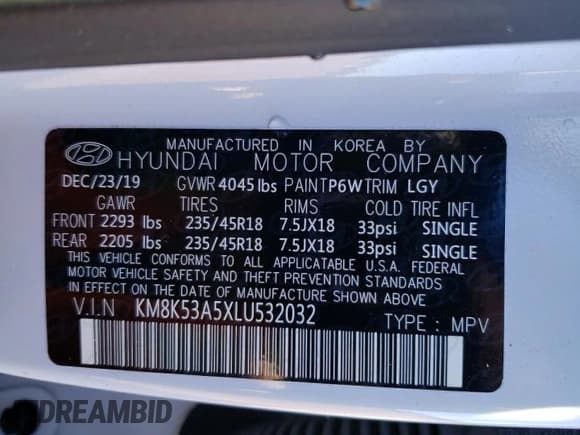 MANUFACTURED IN KOREA BY
HYUNDAI MOTOR COMPANY
DEC/23/19 GVWR 4045 lbs PAINT P6W TRIM LGY
GAWR TIRES RIMS COLD TIRE INFL
FRONT 2293 lbs 235/45R18 7.5JX18 33psi SINGLE
REAR 2205 lbs 235/45R18 7.5JX18 33psi SINGLE
THIS VEHICLE CONFORMS TO ALL APPLICATABLE U.S.A. FEDERAL
MOTOR VEHICLE SAFETY AND THEFT PREVENTION STANDARDS
IN EFFECT ON THE DATE OF MANUFACTURE SHOWN ABOVE
V.I.N KM8K53A5XLU532032 TYPE : MPV
DREAMBID